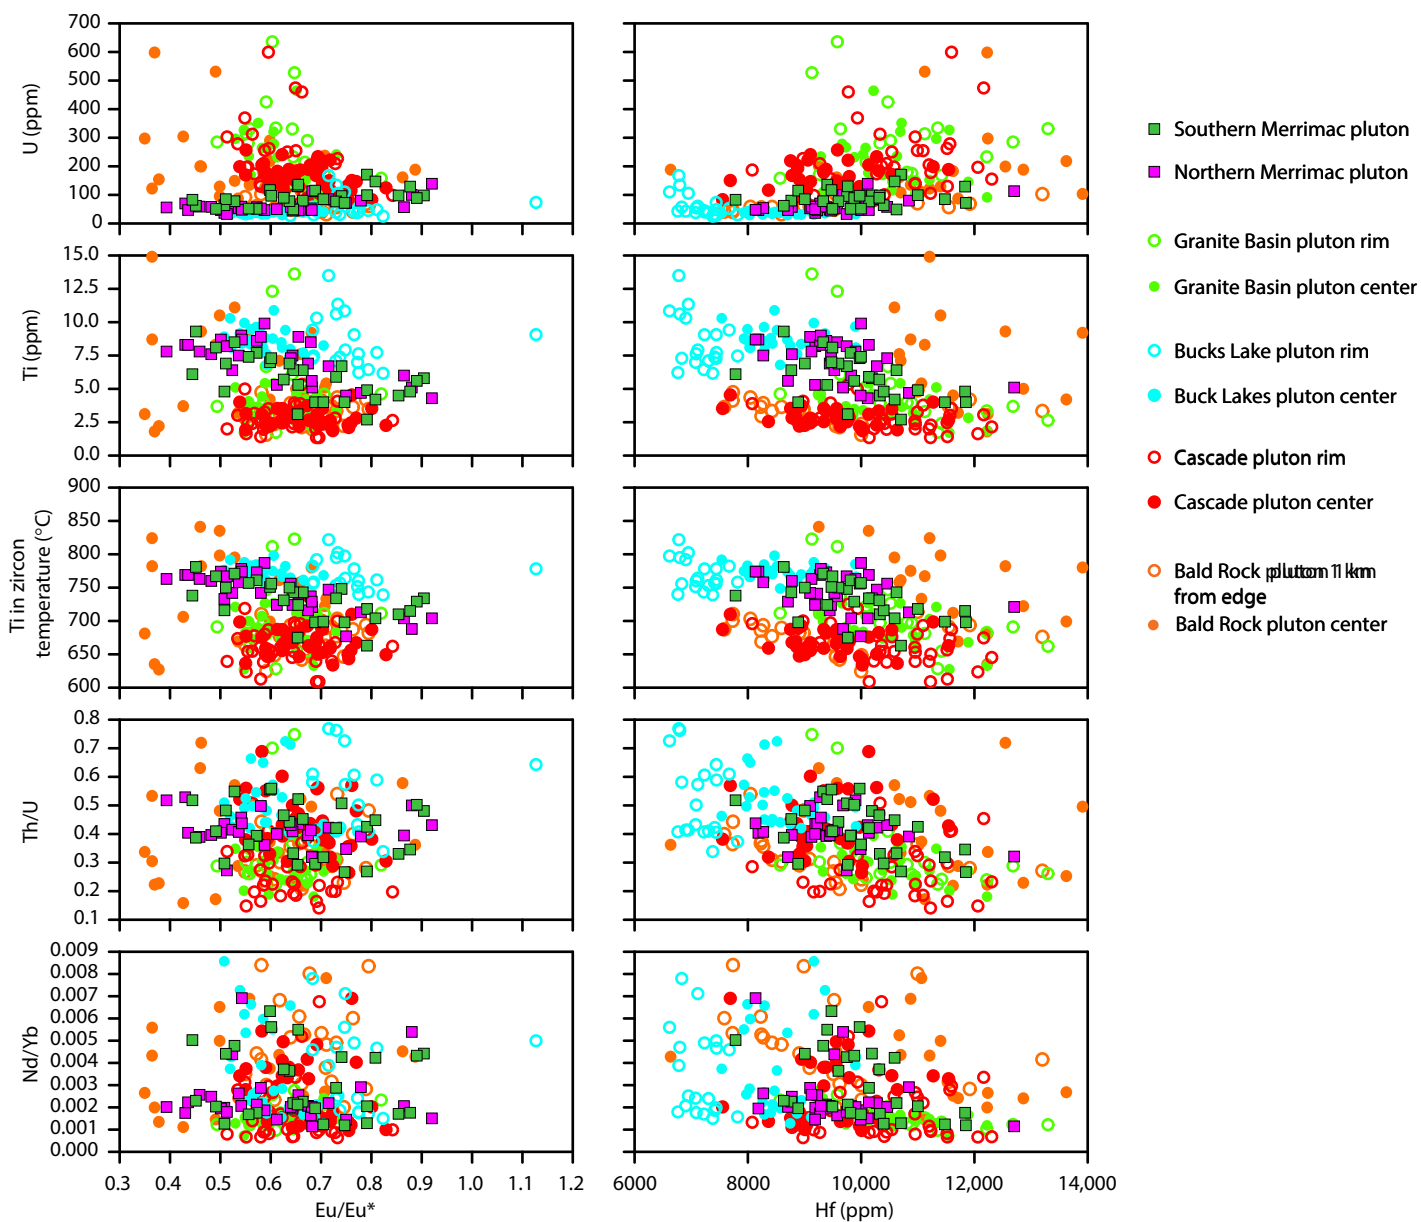 700
600
500
400
300
200
100
0
U (ppm)
15.0
12.5
10.0
7.5
5.0
2.5
0.0
Ti (ppm)
900
850
800
750
700
650
600
Ti in zircon
temperature (°C)
0.8
0.7
0.6
0.5
0.4
0.3
0.2
0.1
Th/U
0.009
0.008
0.007
0.006
0.005
0.004
0.003
0.002
0.001
0.000
Nd/Yb
0.3 0.4 0.5 0.6 0.7 0.8 0.9 1.0 1.1 1.2
Eu/Eu*
6000 8000 10,000 12,000 14,000
Hf (ppm)
Southern Merrimac pluton
Northern Merrimac pluton
Granite Basin pluton rim
Granite Basin pluton center
Bucks Lake pluton rim
Buck Lakes pluton center
Cascade pluton rim
Cascade pluton center
Bald Rock pluton 1 km
from edge
Bald Rock pluton center